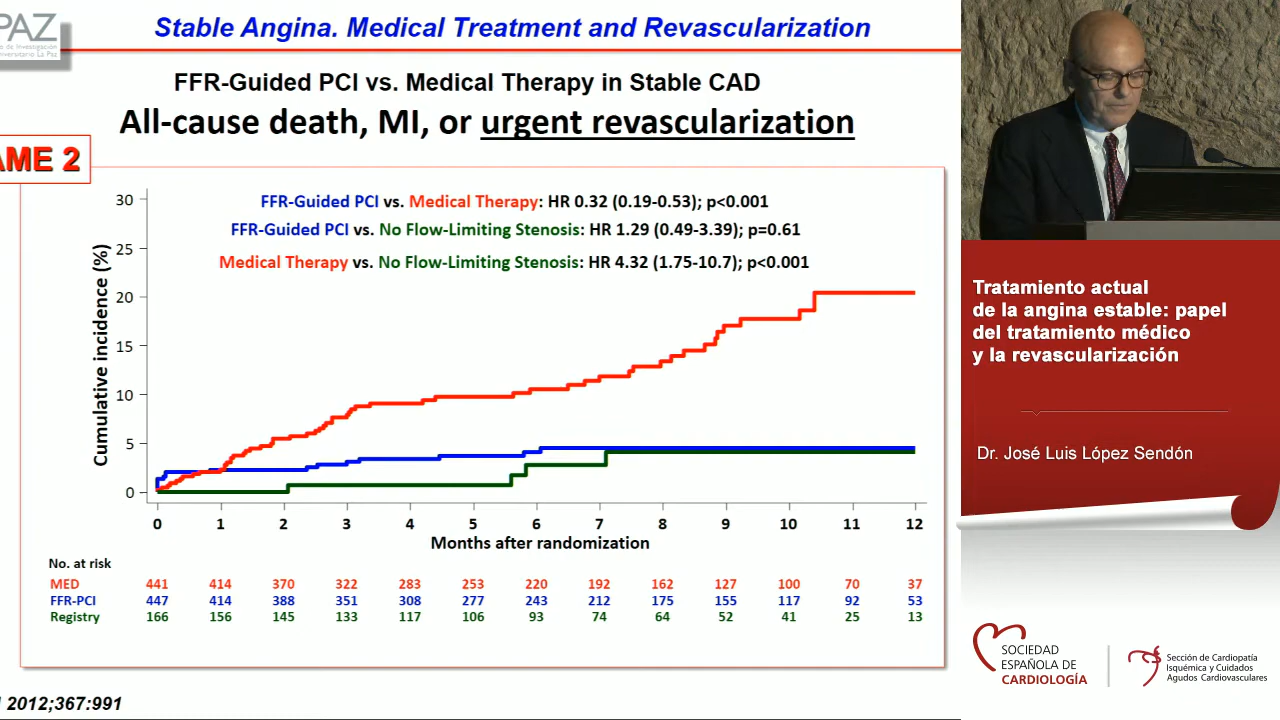 PAZ
Stable Angina. Medical Treatment and Revascularization
FFR-Guided PCI vs. Medical Therapy in Stable CAD
All-cause death, MI, or urgent revascularization
AME 2
FFR-Guided PCI vs. Medical Therapy: HR 0.32 (0.19-0.53); p<0.001
FFR-Guided PCI vs. No Flow-Limiting Stenosis: HR 1.29 (0.49-3.39); p=0.61
Medical Therapy vs. No Flow-Limiting Stenosis: HR 4.32 (1.75-10.7); p<0.001
Cumulative incidence (%)
30
25
20
15
10
5
0
0 1 2 3 4 5 6 7 8 9 10 11 12
Months after randomization
No. at risk
MED 441 414 370 322 283 253 220 192 162 127 100 70 37
FFR-PCI 447 414 388 351 308 277 243 212 175 155 117 92 53
Registry 166 156 145 133 117 106 93 74 64 52 41 25 13
2012;367:991
Tratamiento actual
de la angina estable: papel
del tratamiento médico
y la revascularización
Dr. José Luis López Sendón
SOCIEDAD
ESPAÑOLA DE
CARDIOLOGÍA
Sección de Cardiopatía
Isquémica y Cuidados
Agudos Cardiovasculares